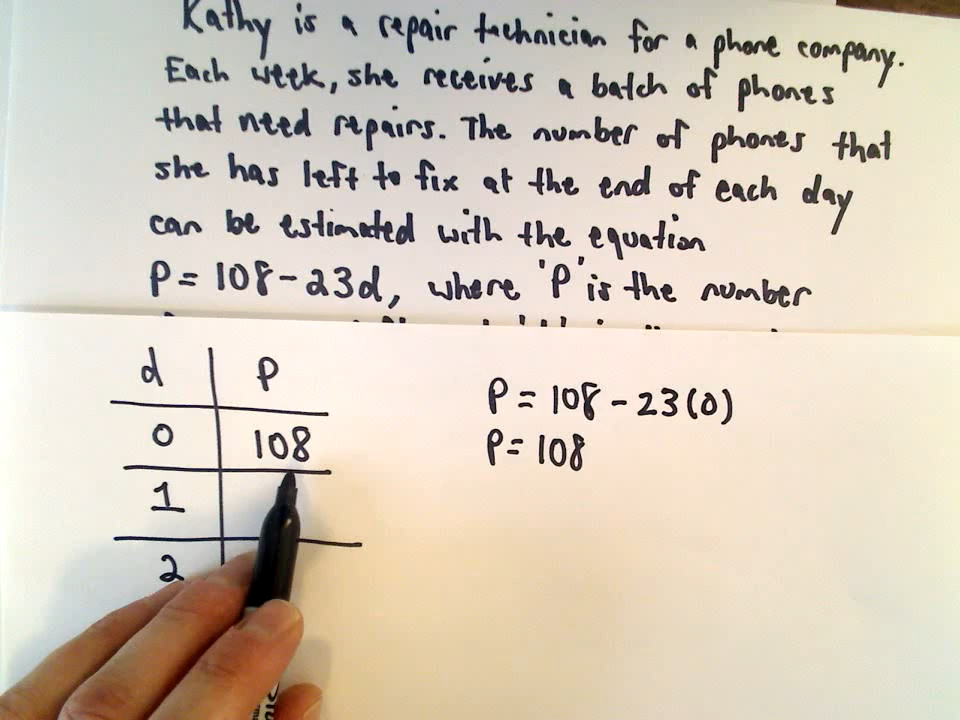 Kathy is a repair technician for a phone company.
Each week, she receives a batch of phones
that need repairs. The number of phones that
she has left to fix at the end of each day
can be estimated with the equation
P = 108 - 23d, where 'P' is the number
d P
0 108
1
2
P = 108 - 23(0)
P = 108